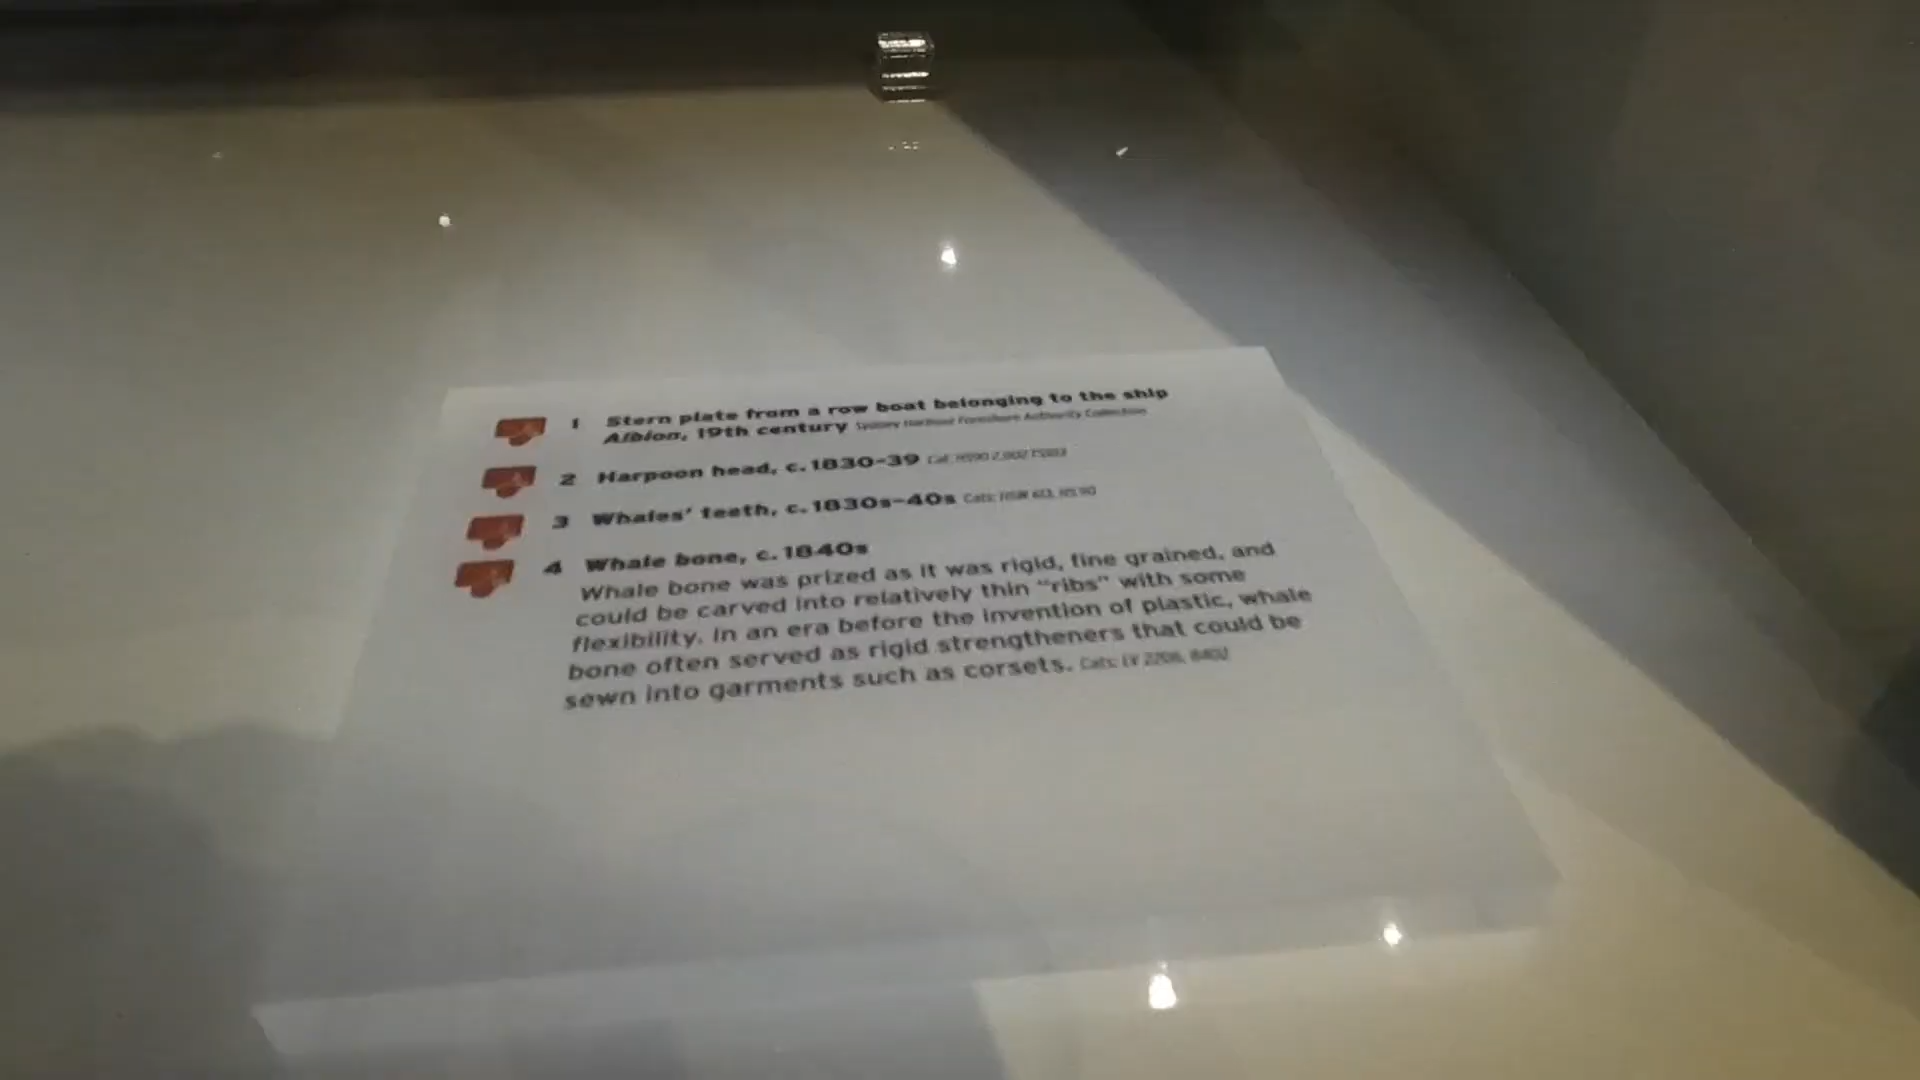 1 Stern plate from a row boat belonging to the ship
Albion, 19th century Sydney Harbour Foreshore Authority Collection
2 Harpoon head, c.1830-39
3 Whales' teeth, c.1830s-40s
4 Whale bone, c.1840s
Whale bone was prized as it was rigid, fine grained, and
could be carved into relatively thin "ribs" with some
flexibility. In an era before the invention of plastic, whale
bone often served as rigid strengtheners that could be
sewn into garments such as corsets.